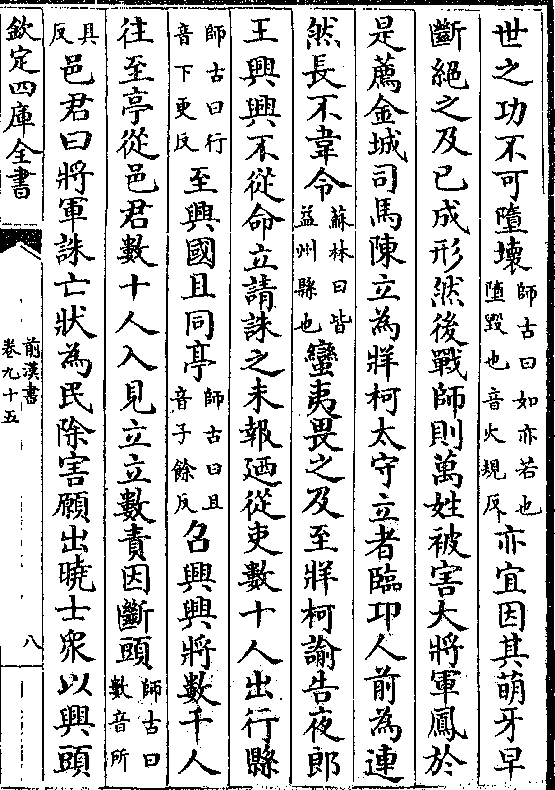 世之功不可墮壞師古曰如亦若也墮毀也音火規反亦宜因其萌牙早
斷絕之及已成形然後戰師則萬姓被害大將軍鳳於
是薦金城司馬陳立為牂柯太守立者臨邛人前為連
然長不韋令蘇林曰皆益州縣也蠻夷畏之及至牂柯諭告夜郎
王興興不從命立請誅之未報廼從吏數十人出行縣
師古曰行音下更反至興國且同亭師古曰且音子餘反召興興將數千人
往至亭從邑君數十人入見立立數責因斷頭師古曰數音所
具反邑君曰將軍誅亡狀為民除害願出曉士衆以興頭
欽定四庫全書
前漢書
卷九十五
八